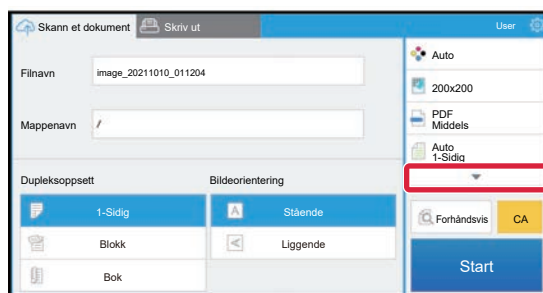 Skann et dokument
Skriv ut
User
Filnavn
image_20211010_011204
Mappenavn
/
Dupleksoppsett
Bildeorientering
1-Sidig
Blokk
Bok
A
Stående
A
Liggende
Auto
200x200
PDF
Middels
Auto
1-Sidig
Forhåndsvis
CA
Start